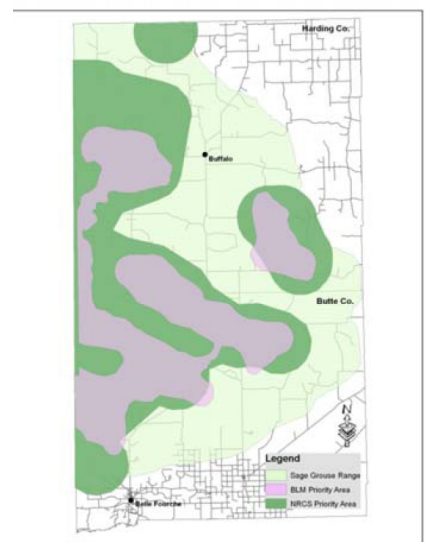 Harding Co.
Buffalo
Butte Co.
N
Legend
Sage Grouse Range
BLM Priority Area
NRCS Priority Area
Belle Fourche